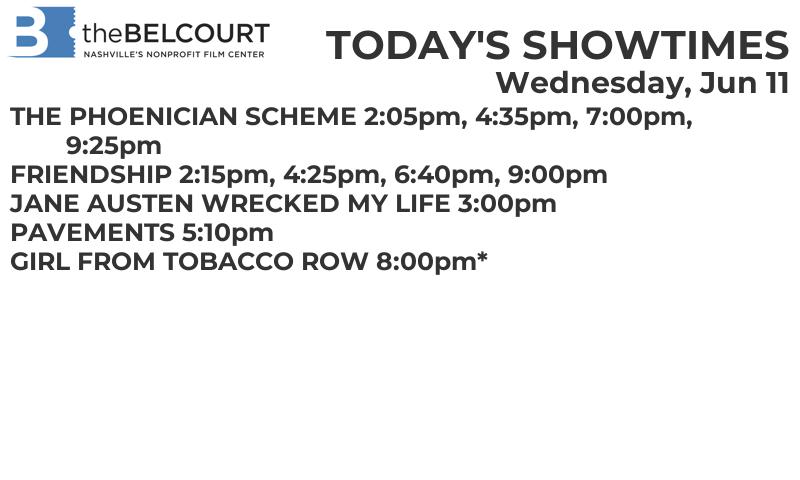 B theBELCOURT
NASHVILLE'S NONPROFIT FILM CENTER
TODAY'S SHOWTIMES
Wednesday, Jun 11
THE PHOENICIAN SCHEME 2:05pm, 4:35pm, 7:00pm,
9:25pm
FRIENDSHIP 2:15pm, 4:25pm, 6:40pm, 9:00pm
JANE AUSTEN WRECKED MY LIFE 3:00pm
PAVEMENTS 5:10pm
GIRL FROM TOBACCO ROW 8:00pm*